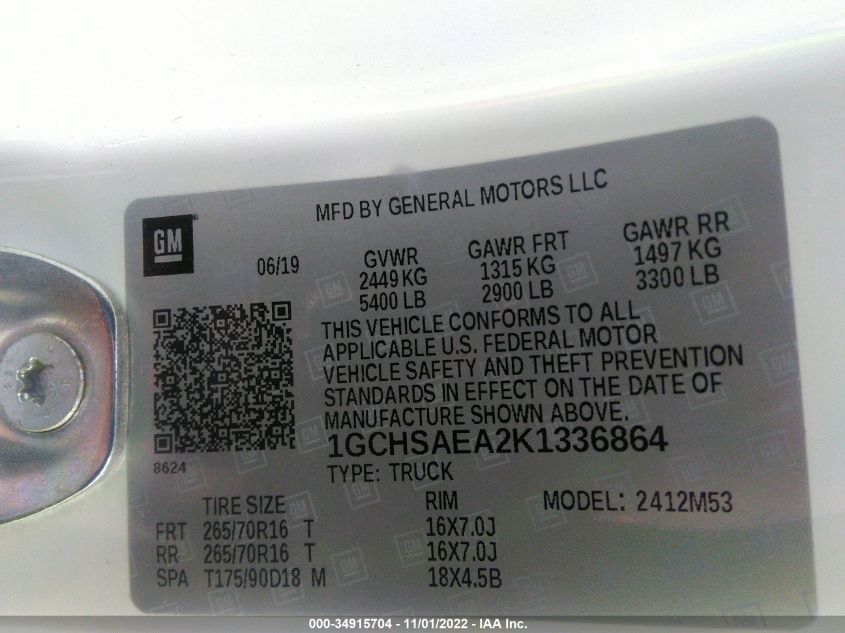 MFD BY GENERAL MOTORS LLC
GM
06/19
GVWR
2449 KG
5400 LB
GAWR FRT
1315 KG
2900 LB
GAWR RR
1497 KG
3300 LB
THIS VEHICLE CONFORMS TO ALL
APPLICABLE U.S. FEDERAL MOTOR
VEHICLE SAFETY AND THEFT PREVENTION
STANDARDS IN EFFECT ON THE DATE OF
MANUFACTURE SHOWN ABOVE.
8624
1GCHSAEA2K1336864
TYPE: TRUCK
TIRE SIZE RIM MODEL: 2412M53
FRT 265/70R16 T 16X7.0J
RR 265/70R16 T 16X7.0J
SPA T175/90D18 M 18X4.5B
000-34915704 - 11/01/2022 - IAA Inc.